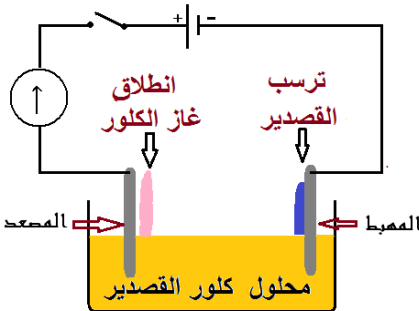 + -
انطلاق
غاز الكلور
ترسب
القصدير
المصعد
المهبط
محلول كلور القصدير